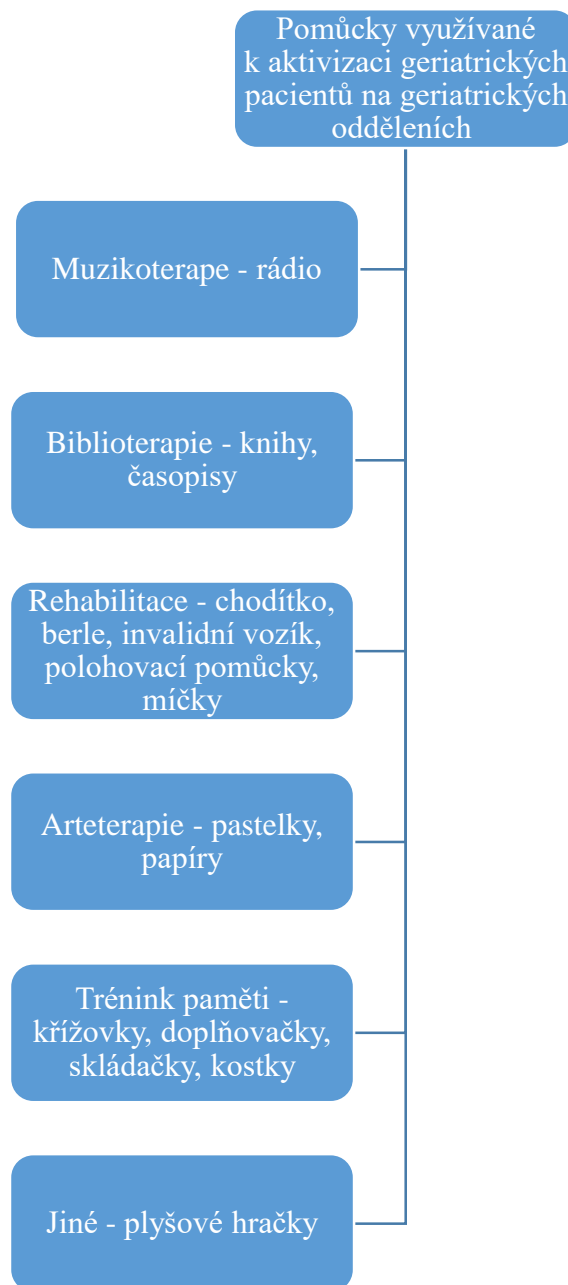 Pomůcky využívané
k aktivizaci geriatrických
pacientů na geriatrických
odděleních
Muzikoterape - rádio
Biblioterapie - knihy,
časopisy
Rehabilitace - chodítko,
berle, invalidní vozík,
polohovací pomůcky,
míčky
Arteterapie - pastelky,
papíry
Trénink paměti -
křížovky, doplňovačky,
skládačky, kostky
Jiné - plyšové hračky